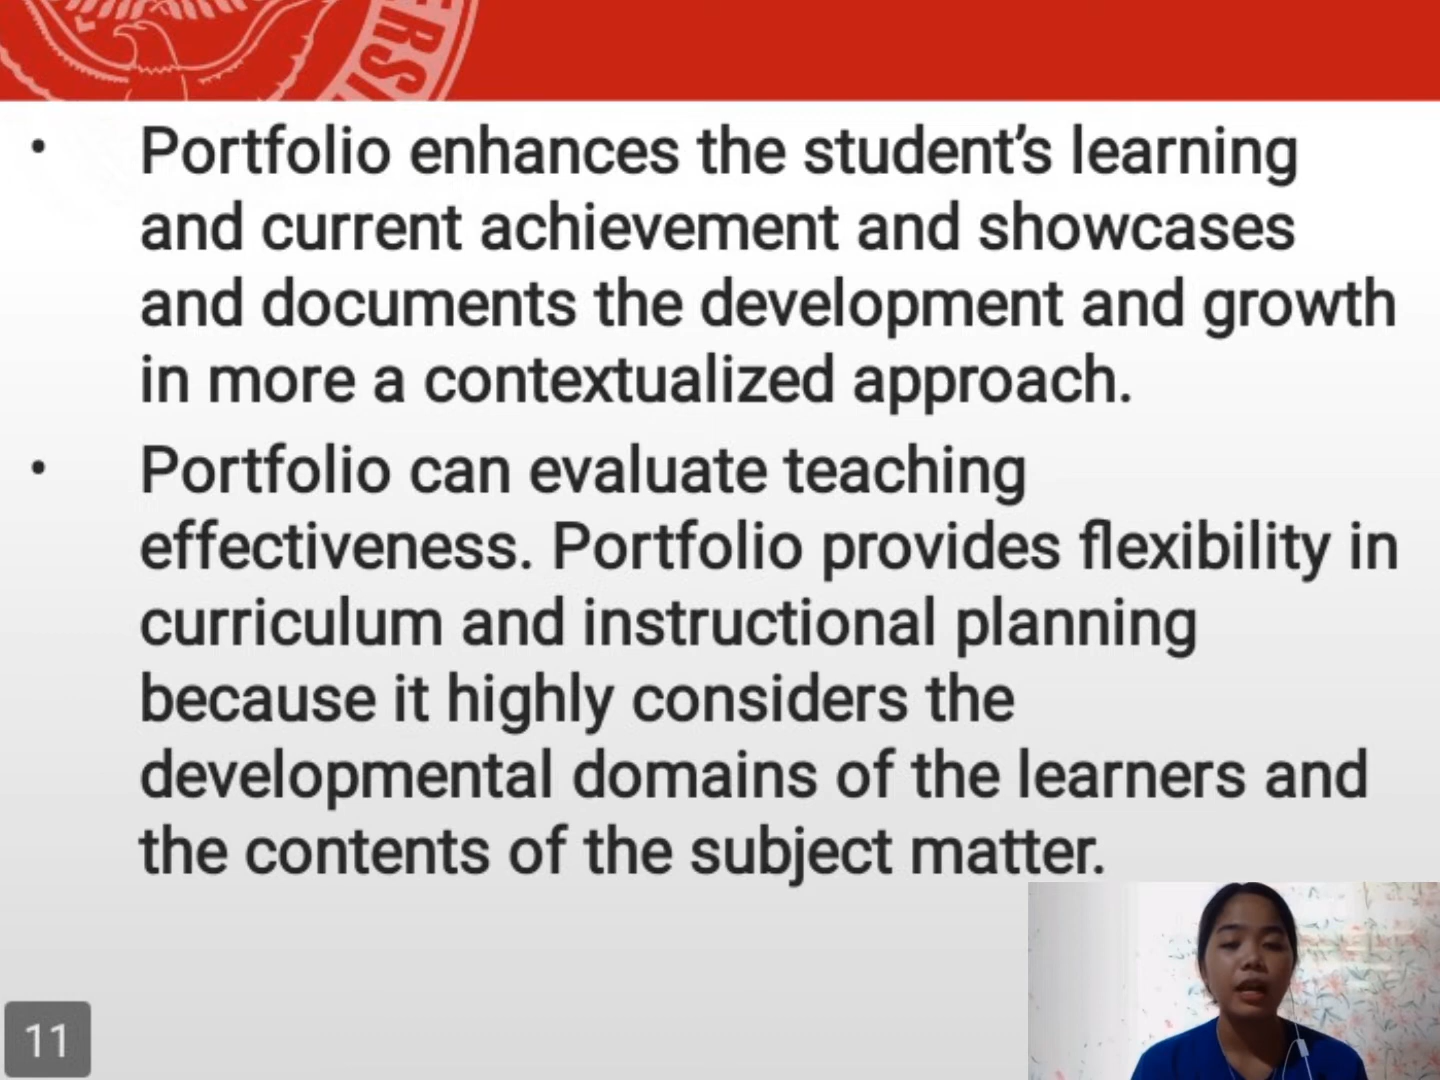 ERSI
• Portfolio enhances the student’s learning
and current achievement and showcases
and documents the development and growth
in more a contextualized approach.
• Portfolio can evaluate teaching
effectiveness. Portfolio provides flexibility in
curriculum and instructional planning
because it highly considers the
developmental domains of the learners and
the contents of the subject matter.
11